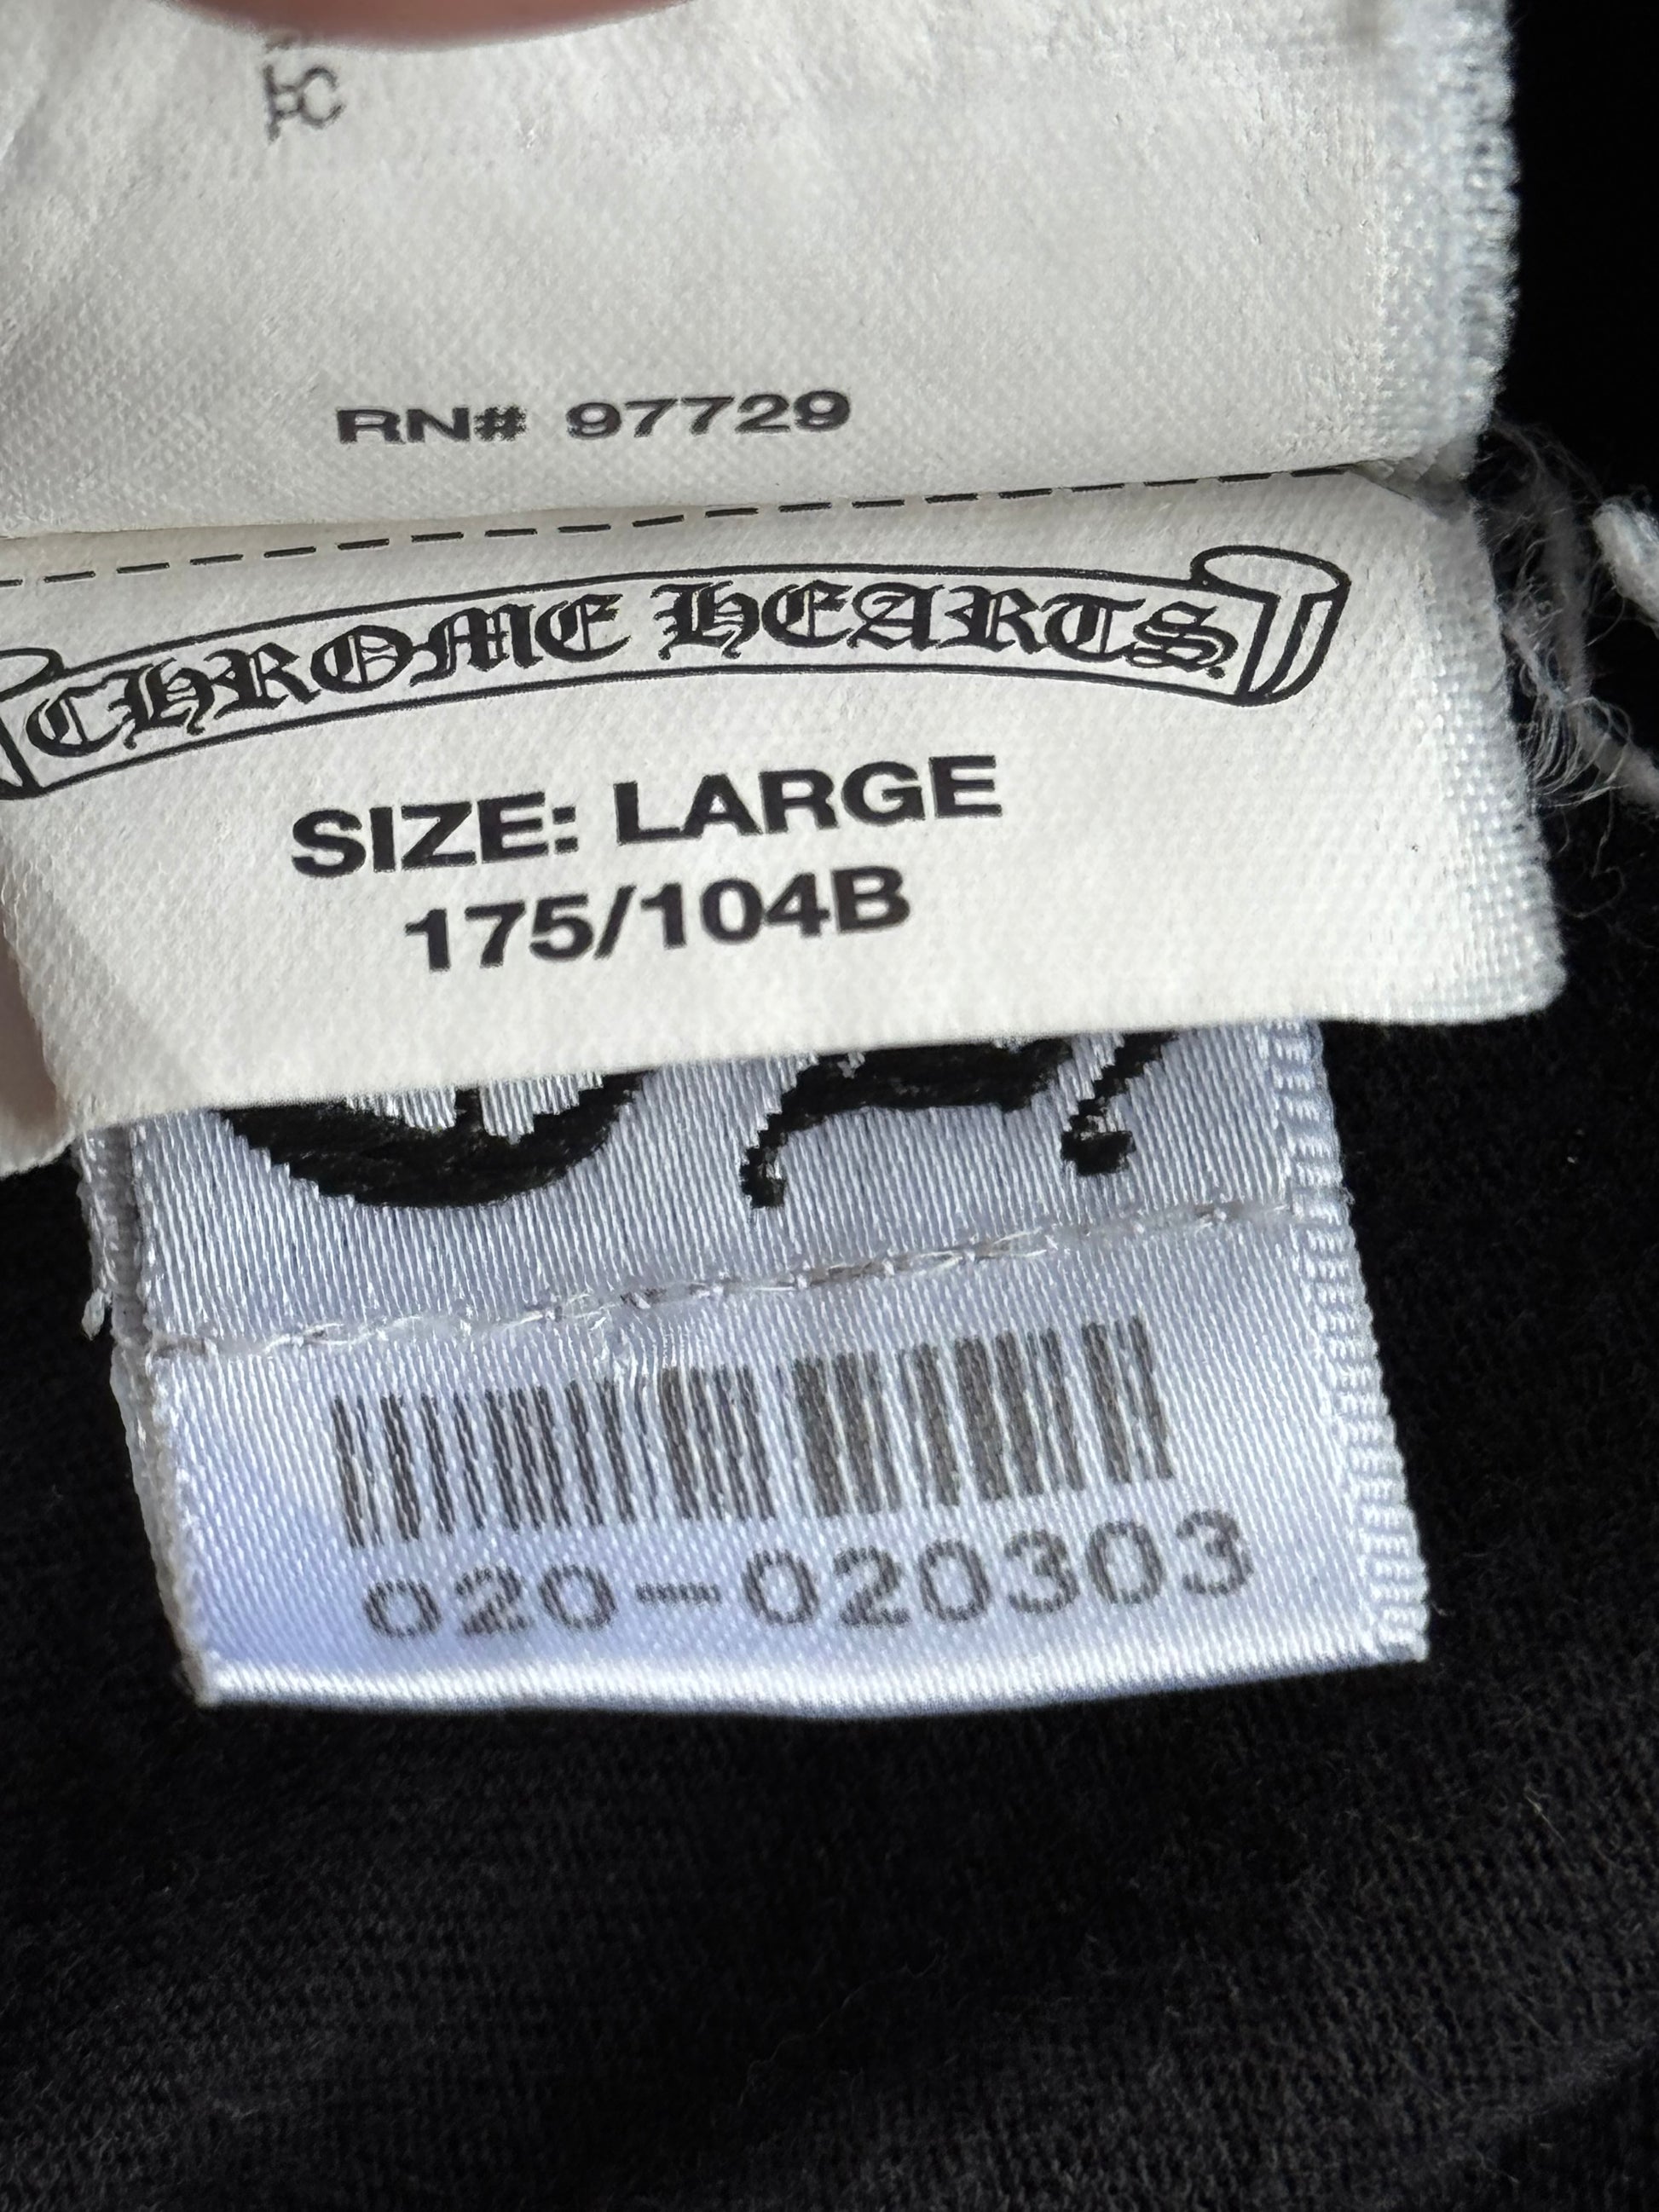 RN# 97729
CHROME HEARTS
SIZE: LARGE
175/104B
020-020303